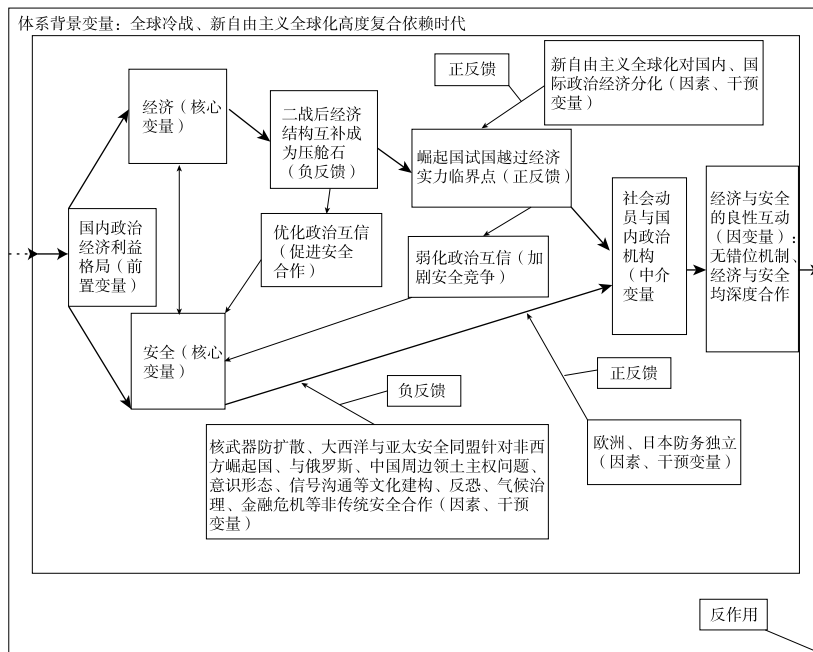 体系背景变量：全球冷战、新自由主义全球化高度复合依赖时代
正反馈
新自由主义全球化对国内、国
际政治经济分化（因素、干预
变量）
经济（核心
变量）
二战后经济
结构互补成
为压舱石
（负反馈）
崛起国试国越过经济
实力临界点（正反馈）
国内政治
经济利益
格局（前
置变量）
优化政治互信
（促进安全
合作）
弱化政治互信（加
剧安全竞争）
社会动
员与国
内政治
机构
（中介
变量
经济与安全
的良性互动
（因变量）：
无错位机制、
经济与安全
均深度合作
安全（核心
变量）
负反馈
正反馈
核武器防扩散、大西洋与亚太安全同盟针对非西
方崛起国、与俄罗斯、中国周边领土主权问题、
意识形态、信号沟通等文化建构、反恐、气候治
理、金融危机等非传统安全合作（因素、干预
变量）
欧洲、日本防务独立
（因素、干预变量）
反作用